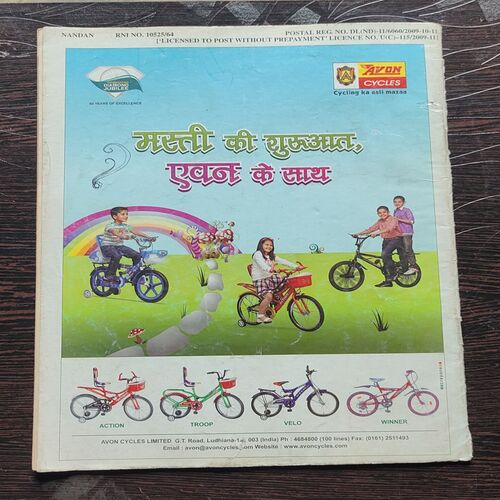 NANDAN RNI NO. 10525/64 POSTAL REG. NO. DL(ND)-11/6060/2009-10-11
[‘LICENSED TO POST WITHOUT PREPAYMENT’ LICENCE NO. U(C)-115/2009-11]
DIAMOND
JUBILEE
60 YEARS OF EXCELLENCE
AVON
CYCLES
Cycling ka asli mazaa
मस्ती की शुरूआत,
एवन के साथ
ACTION TROOP VELO WINNER
AVON CYCLES LIMITED G.T. Road, Ludhiana-141 003 (India) Ph : 4684800 (100 lines) Fax: (0161) 2511493
Email : avon@avoncycles.com Website : www.avoncycles.com